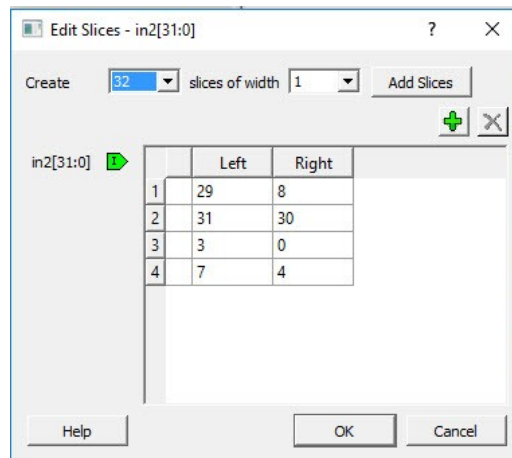 Edit Slices - in2[31:0] ?
Create 32 slices of width 1 Add Slices
in2[31:0] I
Left Right
1 29 8
2 31 30
3 3 0
4 7 4
Help OK Cancel